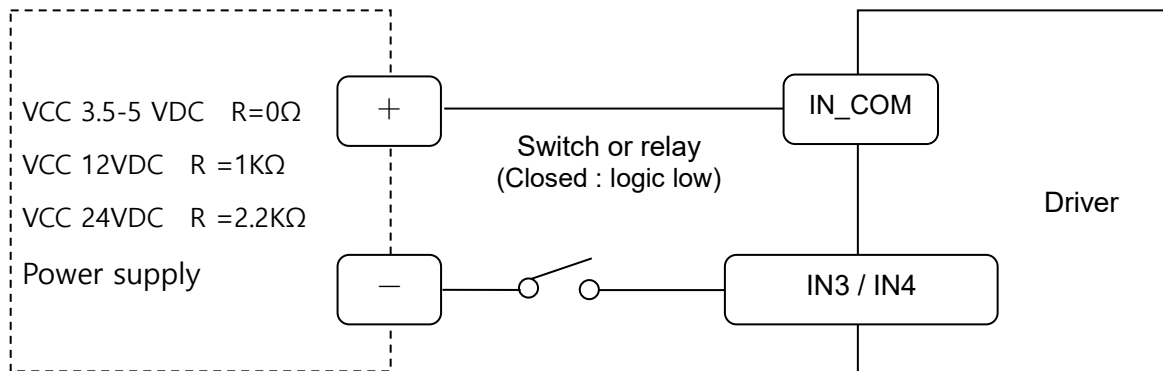 VCC 3.5-5 VDC R=0Ω
VCC 12VDC R =1KΩ
VCC 24VDC R =2.2KΩ
Power supply
+
−
Switch or relay
(Closed : logic low)
IN_COM
IN3 / IN4
Driver